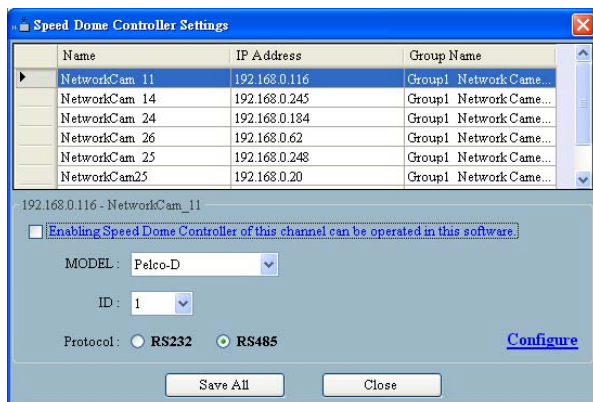 Speed Dome Controller Settings
Name IP Address Group Name
NetworkCam 11 192.168.0.116 Group1 Network Came...
NetworkCam 14 192.168.0.245 Group1 Network Came...
NetworkCam 24 192.168.0.184 Group1 Network Came...
NetworkCam 26 192.168.0.62 Group1 Network Came...
NetworkCam 25 192.168.0.248 Group1 Network Came...
NetworkCam25 192.168.0.20 Group1 Network Came...
192.168.0.116 - NetworkCam_11
Enabling Speed Dome Controller of this channel can be operated in this software.
MODEL : Pelco-D
ID : 1
Protocol : RS232 RS485
Configure
Save All Close